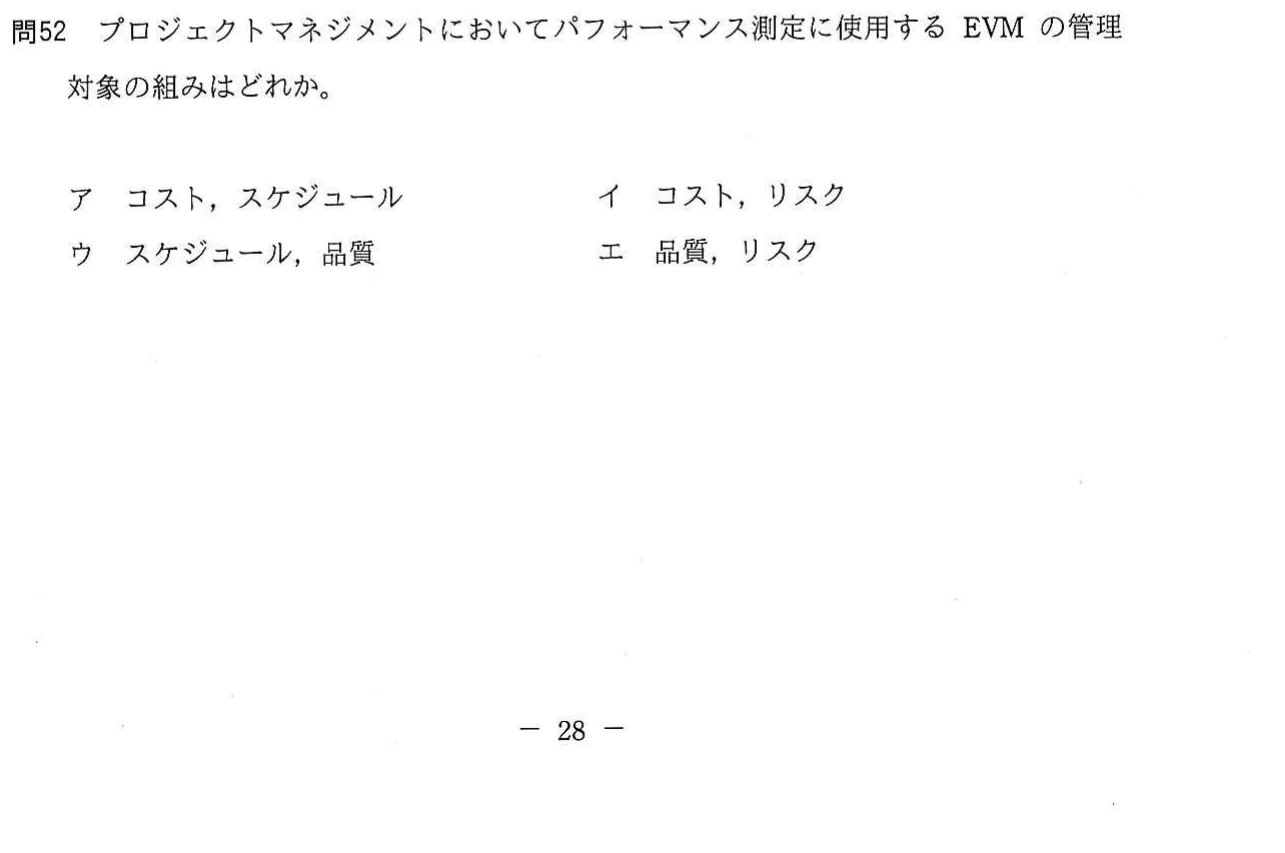 問52 プロジェクトマネジメントにおいてパフォーマンス測定に使用する EVM の管理
対象の組みはどれか。
ア コスト，スケジュール イ コスト，リスク
ウ スケジュール，品質 エ 品質，リスク
－ 28 －